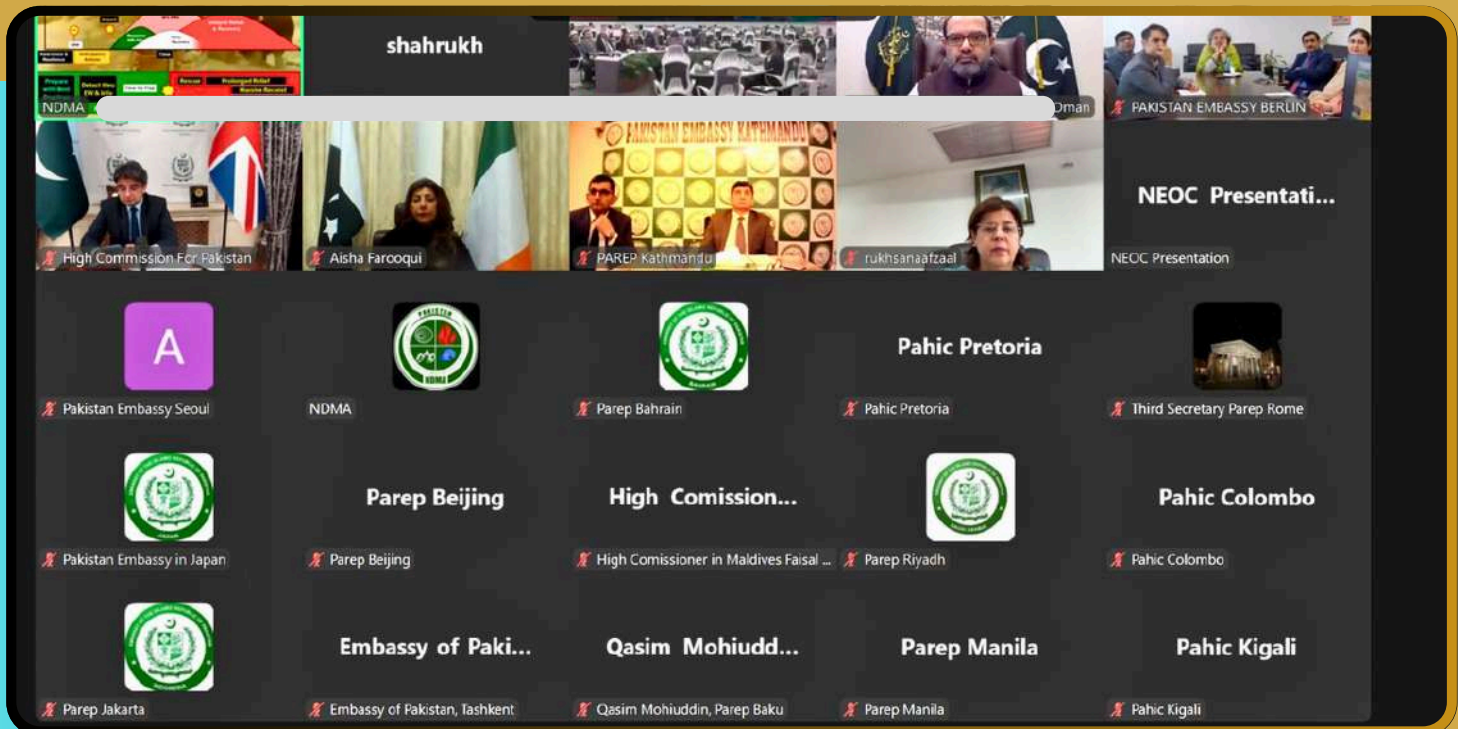 shahrukh
NDMA
Oman
PAKISTAN EMBASSY BERLIN
PAKISTAN EMBASSY KATHMANDU
NEOC Presentati...
High Commission For Pakistan
Aisha Farooqui
PAREP Kathmandu
rukhsanaafzaal
NEOC Presentation
A
PAKISTAN
NDMA
BAHRAIN
Pahic Pretoria
Pakistan Embassy Seoul
NDMA
Parep Bahrain
Pahic Pretoria
Third Secretary Parep Rome
Parep Beijing
High Comission...
Pahic Colombo
Pakistan Embassy in Japan
Parep Beijing
High Comissioner in Maldives Faisal ...
Parep Riyadh
Pahic Colombo
Embassy of Paki...
Qasim Mohiudd...
Parep Manila
Pahic Kigali
Parep Jakarta
Embassy of Pakistan, Tashkent
Qasim Mohiuddin, Parep Baku
Parep Manila
Pahic Kigali